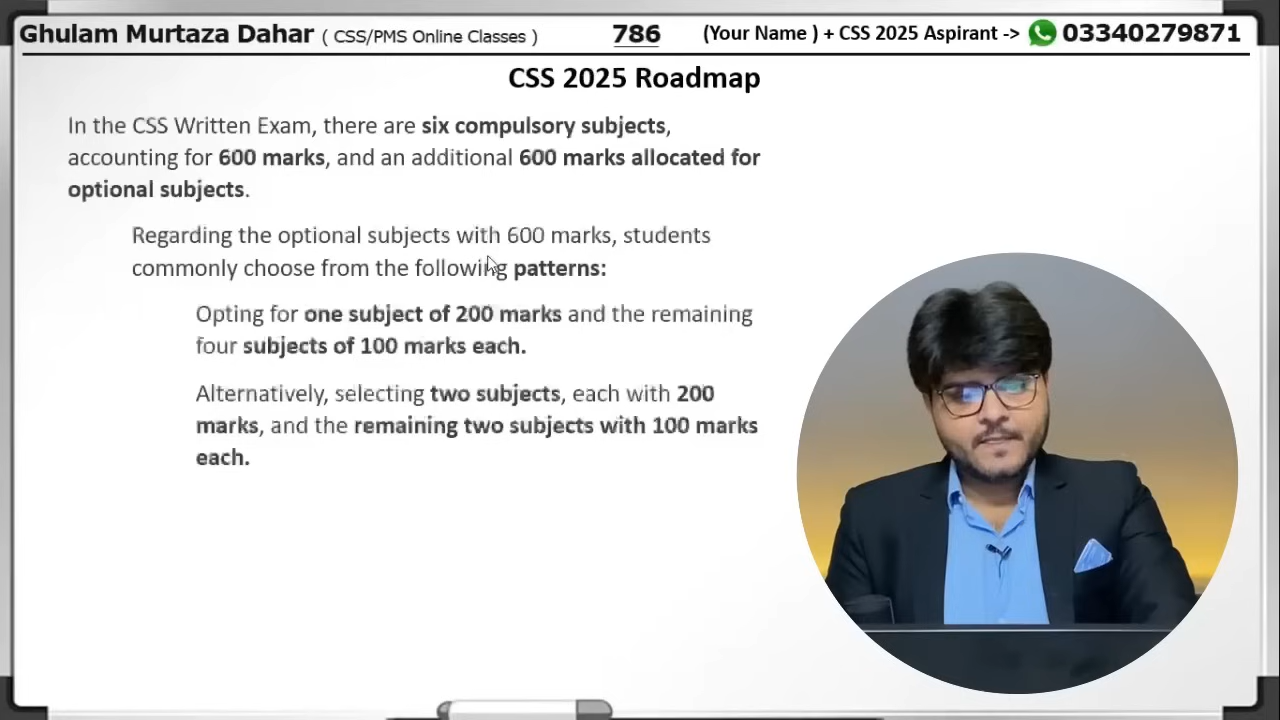 Ghulam Murtaza Dahar ( CSS/PMS Online Classes ) 786 (Your Name ) + CSS 2025 Aspirant -> 03340279871
CSS 2025 Roadmap
In the CSS Written Exam, there are six compulsory subjects,
accounting for 600 marks, and an additional 600 marks allocated for
optional subjects.
Regarding the optional subjects with 600 marks, students
commonly choose from the following patterns:
Opting for one subject of 200 marks and the remaining
four subjects of 100 marks each.
Alternatively, selecting two subjects, each with 200
marks, and the remaining two subjects with 100 marks
each.